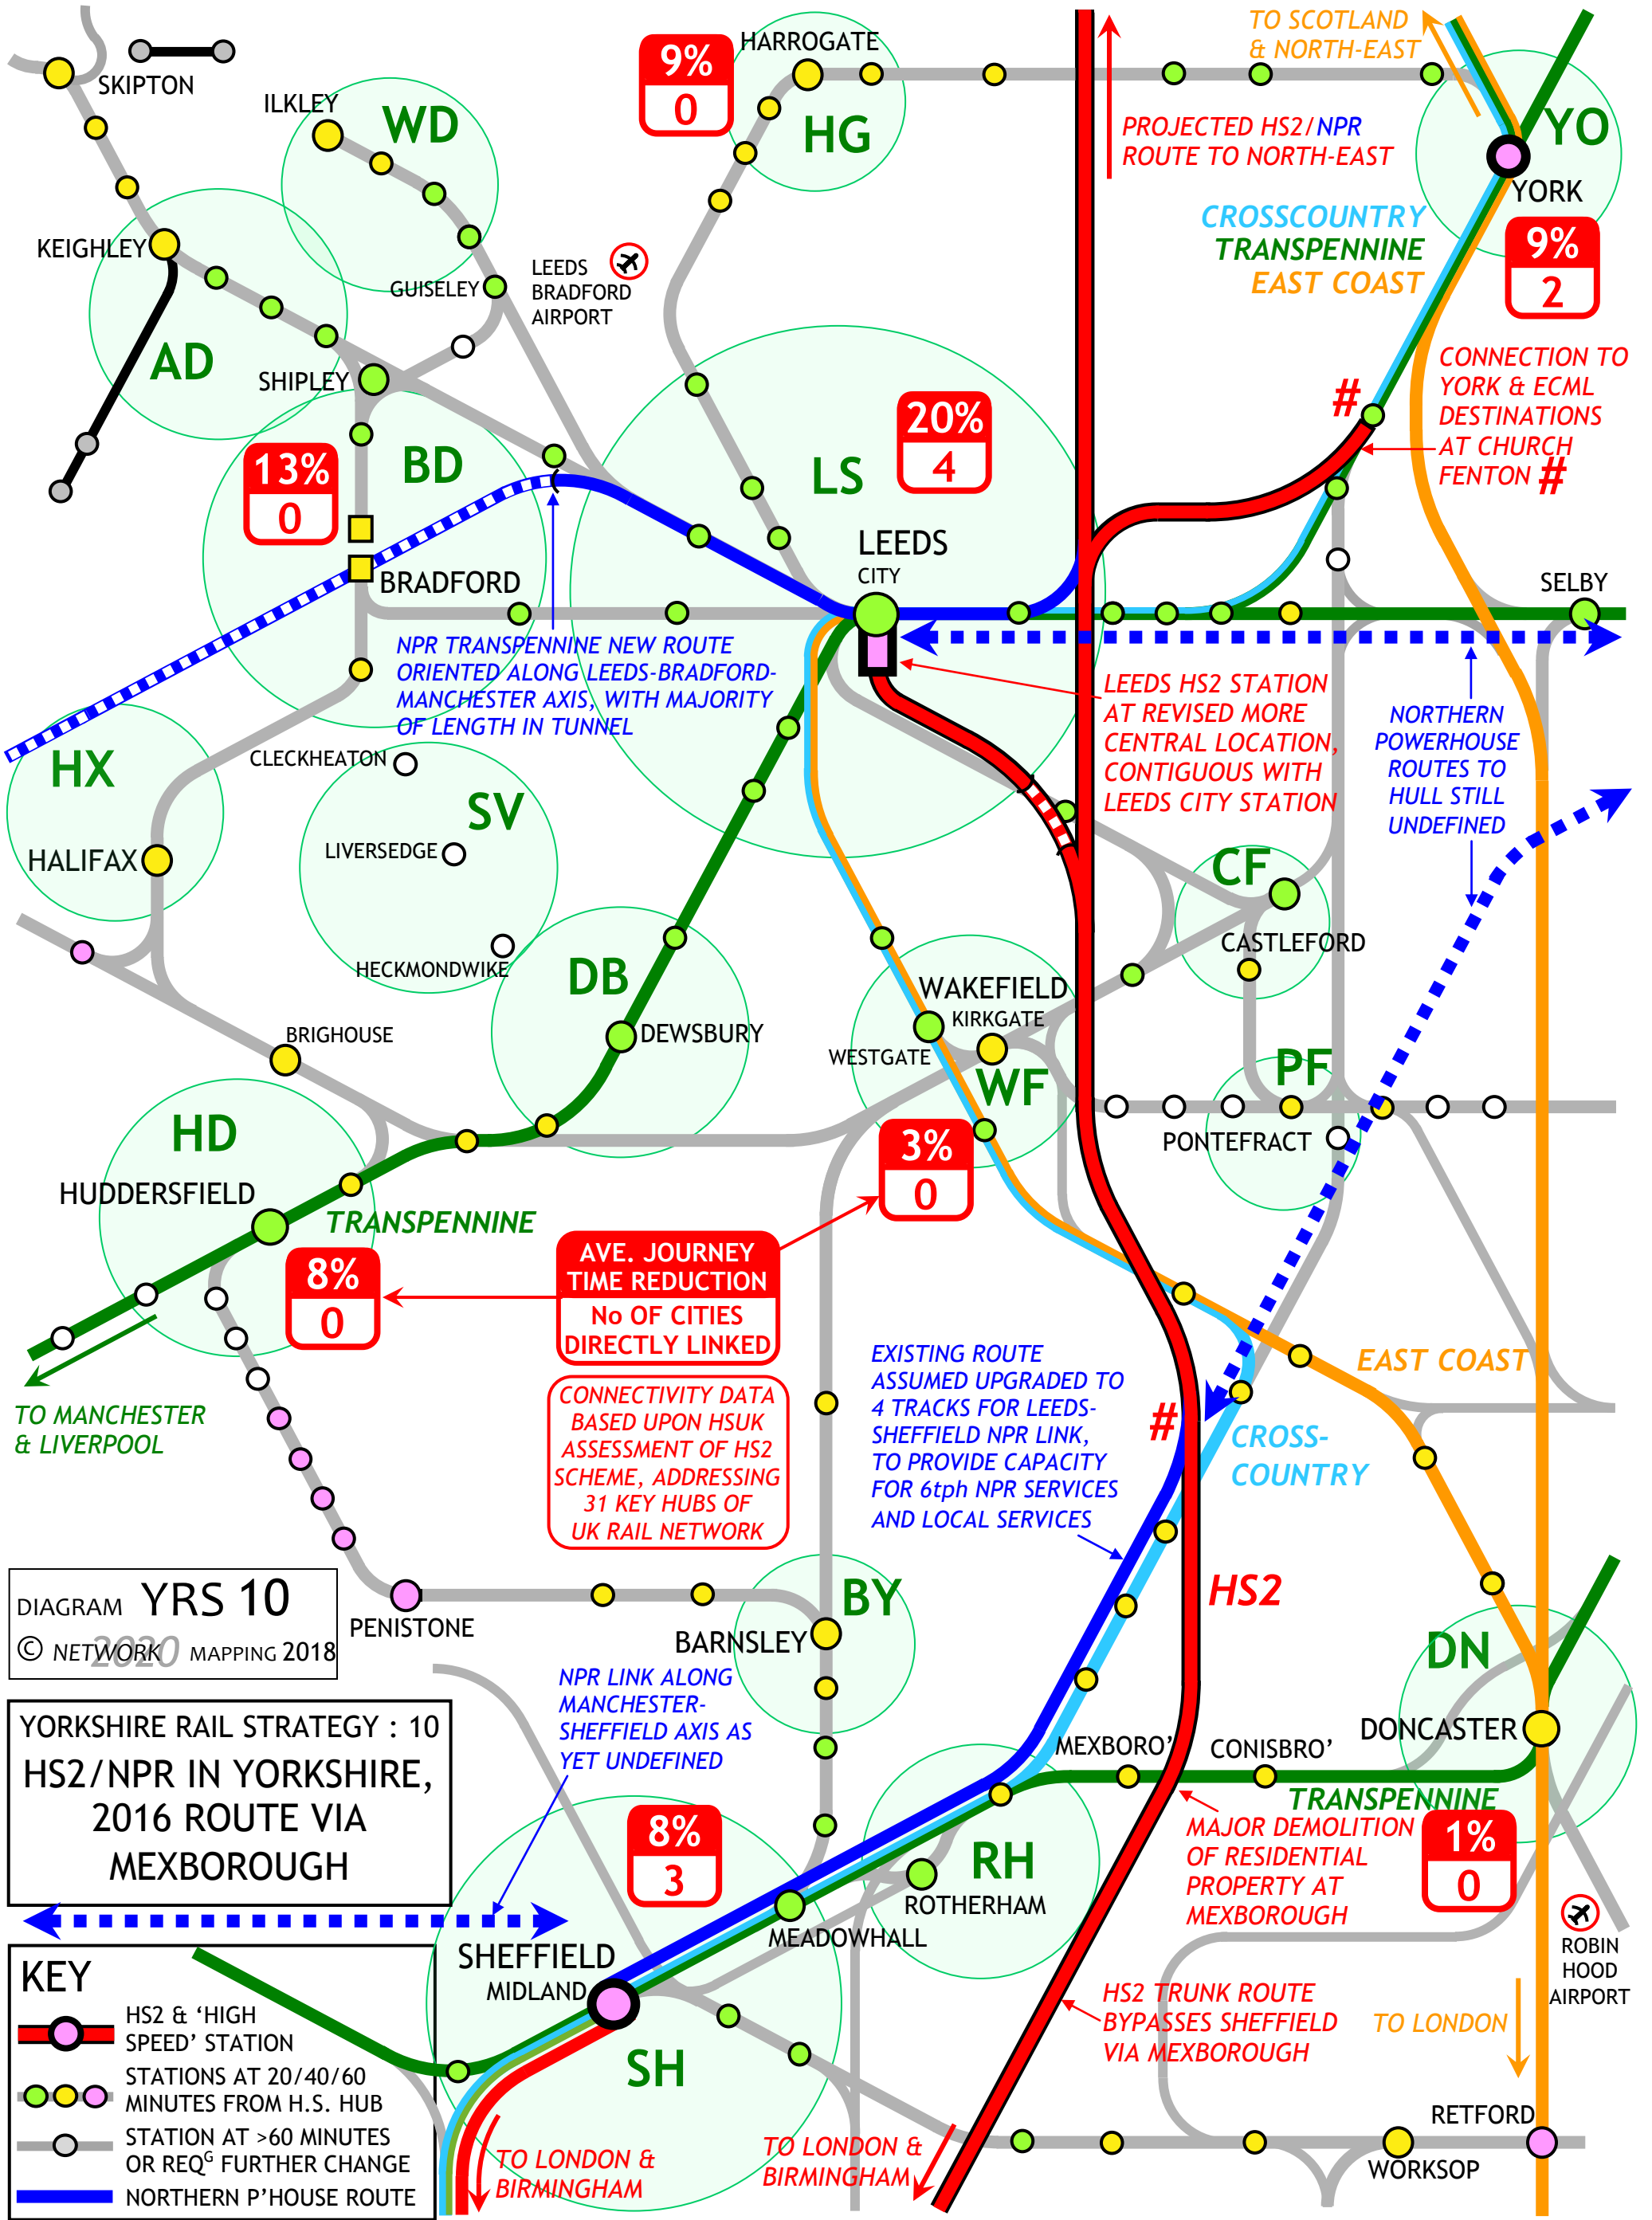 SKIPTON
ILKLEY
WD
9%
0
HARROGATE
HG
TO SCOTLAND
& NORTH-EAST
PROJECTED HS2/NPR
ROUTE TO NORTH-EAST
YO
YORK
CROSSCOUNTRY
TRANSPENNINE
EAST COAST
9%
2
KEIGHLEY
GUISELEY
LEEDS
BRADFORD
AIRPORT
AD
SHIPLEY
CONNECTION TO
YORK & ECML
DESTINATIONS
AT CHURCH
FENTON #
#
13%
0
BD
BRADFORD
LS
20%
4
LEEDS
CITY
SELBY
NPR TRANSPENNINE NEW ROUTE
ORIENTED ALONG LEEDS-BRADFORD-
MANCHESTER AXIS, WITH MAJORITY
OF LENGTH IN TUNNEL
LEEDS HS2 STATION
AT REVISED MORE
CENTRAL LOCATION,
CONTIGUOUS WITH
LEEDS CITY STATION
NORTHERN
POWERHOUSE
ROUTES TO
HULL STILL
UNDEFINED
HX
HALIFAX
CLECKHEATON
SV
LIVERSEDGE
HECKMONDWIKE
CF
CASTLEFORD
DB
DEWSBURY
WAKEFIELD
KIRKGATE
WESTGATE
WF
BRIGHOUSE
PF
PONTEFRACT
HD
HUDDERSFIELD
TRANSPENNINE
3%
0
8%
0
AVE. JOURNEY
TIME REDUCTION
No OF CITIES
DIRECTLY LINKED
CONNECTIVITY DATA
BASED UPON HSUK
ASSESSMENT OF HS2
SCHEME, ADDRESSING
31 KEY HUBS OF
UK RAIL NETWORK
TO MANCHESTER
& LIVERPOOL
EXISTING ROUTE
ASSUMED UPGRADED TO
4 TRACKS FOR LEEDS-
SHEFFIELD NPR LINK,
TO PROVIDE CAPACITY
FOR 6tph NPR SERVICES
AND LOCAL SERVICES
#
EAST COAST
CROSS-
COUNTRY
HS2
DIAGRAM YRS 10
© NETWORK 2020 MAPPING 2018
PENISTONE
BY
BARNSLEY
DN
DONCASTER
YORKSHIRE RAIL STRATEGY : 10
HS2/NPR IN YORKSHIRE,
2016 ROUTE VIA
MEXBOROUGH
NPR LINK ALONG
MANCHESTER-
SHEFFIELD AXIS AS
YET UNDEFINED
MEXBORO'
CONISBRO'
TRANSPENNINE
8%
3
RH
ROTHERHAM
MEADOWHALL
MAJOR DEMOLITION
OF RESIDENTIAL
PROPERTY AT
MEXBOROUGH
1%
0
ROBIN
HOOD
AIRPORT
SHEFFIELD
MIDLAND
SH
HS2 TRUNK ROUTE
BYPASSES SHEFFIELD
VIA MEXBOROUGH
TO LONDON
KEY
HS2 & ‘HIGH
SPEED’ STATION
STATIONS AT 20/40/60
MINUTES FROM H.S. HUB
STATION AT >60 MINUTES
OR REQG FURTHER CHANGE
NORTHERN P'HOUSE ROUTE
TO LONDON &
BIRMINGHAM
TO LONDON &
BIRMINGHAM
RETFORD
WORKSOP